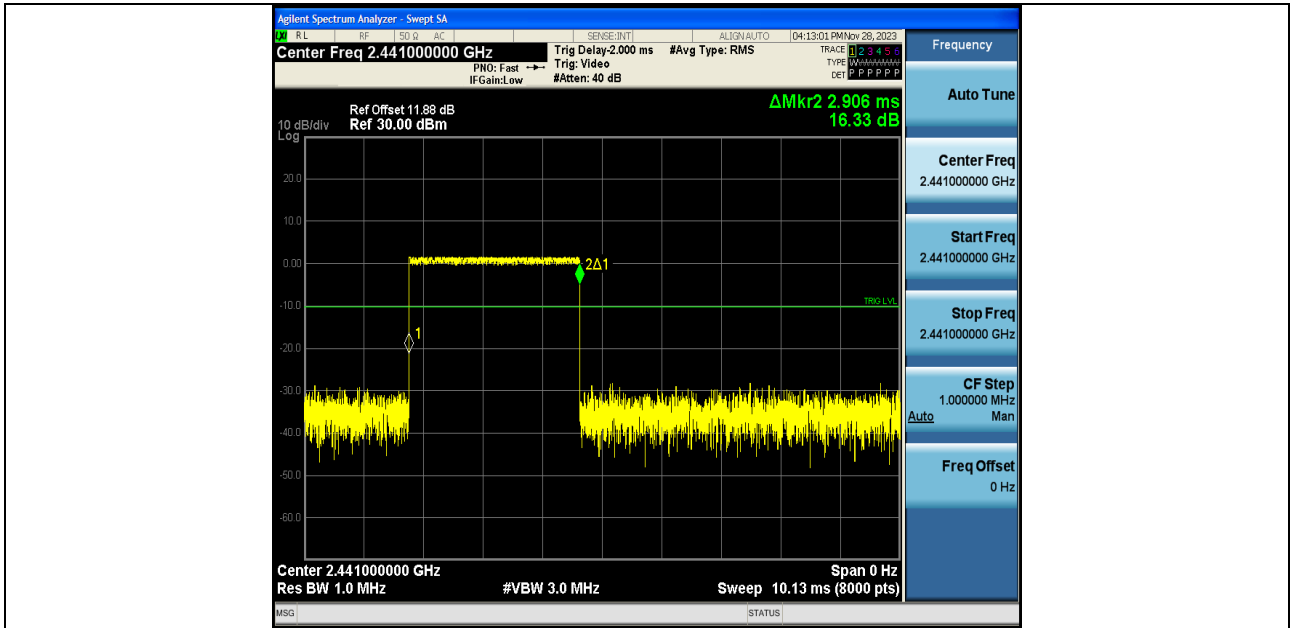 Agilent Spectrum Analyzer - Swept SA
LXI RL RF 50 Ω AC SENSE:INT ALIGNAUTO 04:13:01 PMNov 28, 2023
Center Freq 2.441000000 GHz
PNO: Fast
IFGain:Low
Trig Delay-2.000 ms
Trig: Video
#Atten: 40 dB
#Avg Type: RMS
TRACE 1 2 3 4 5 6
TYPE WWWWWW
DET P P P P P P
ΔMkr2 2.906 ms
16.33 dB
Ref Offset 11.88 dB
10 dB/div Ref 30.00 dBm
Log
20.0
10.0
0.00
2Δ1
-10.0
TRIG LVL
1
-20.0
-30.0
-40.0
-50.0
-60.0
Center 2.441000000 GHz Span 0 Hz
Res BW 1.0 MHz #VBW 3.0 MHz Sweep 10.13 ms (8000 pts)
MSG STATUS
Frequency
Auto Tune
Center Freq
2.441000000 GHz
Start Freq
2.441000000 GHz
Stop Freq
2.441000000 GHz
CF Step
1.000000 MHz
Auto Man
Freq Offset
0 Hz